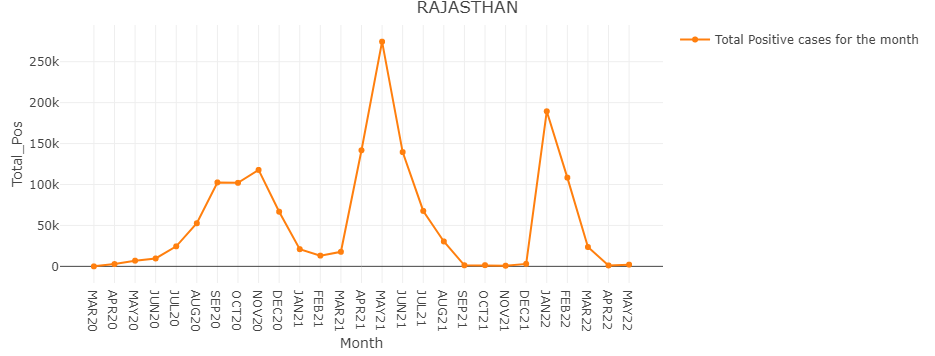 RAJASTHAN
Total Positive cases for the month
Total_Pos
250k
200k
150k
100k
50k
0
MAR20
APR20
MAY20
JUN20
JUL20
AUG20
SEP20
OCT20
NOV20
DEC20
JAN21
FEB21
MAR21
APR21
MAY21
JUN21
JUL21
AUG21
SEP21
OCT21
NOV21
DEC21
JAN22
FEB22
MAR22
APR22
MAY22
Month